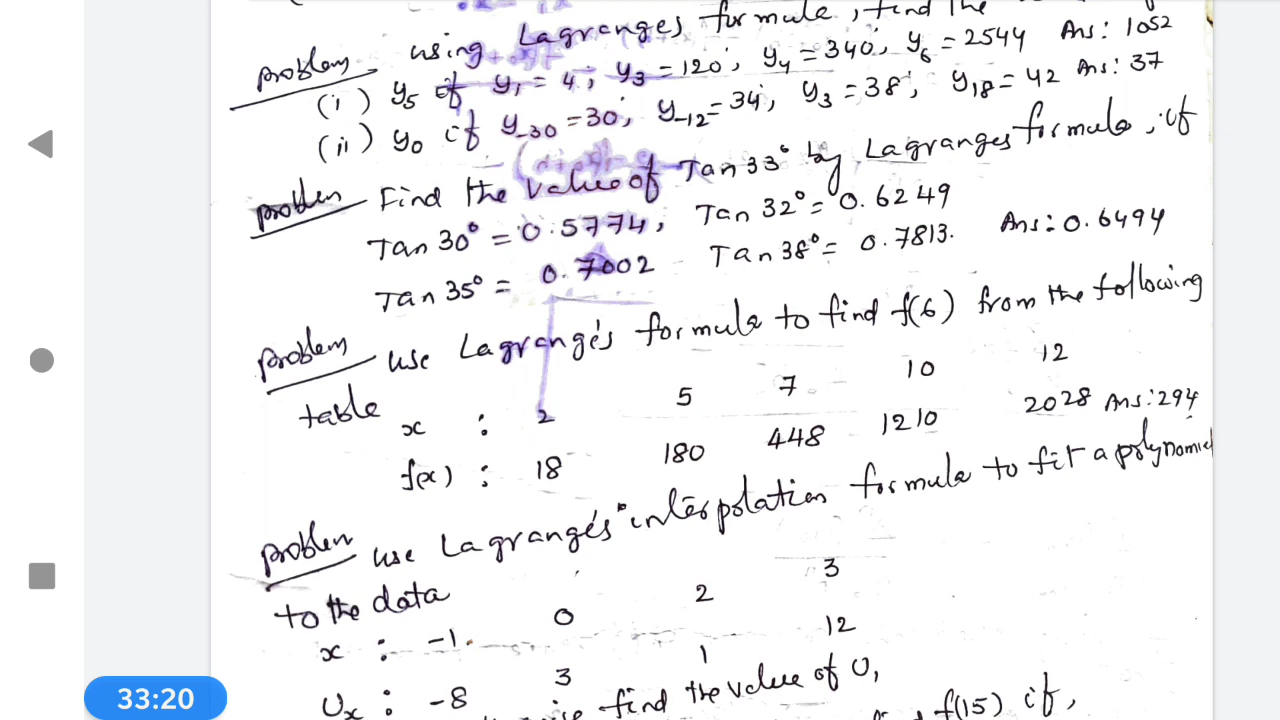 problem using Lagranges formula, find the
(i) y5 if y1 = 4; y3 = 120; y4 = 340; y6 = 2544 Ans: 1052
(ii) y0 if y-30 = 30; y-12 = 34; y3 = 38; y18 = 42 Ans: 37
problem Find the value of Tan 33° by Lagranges formula, if
Tan 30° = 0.5774, Tan 32° = 0.6249
Tan 35° = 0.7002 Tan 38° = 0.7813. Ans: 0.6494
problem use Lagrange's formula to find f(6) from the following
table x : 2 5 7 10 12
f(x) : 18 180 448 1210 2028 Ans: 294
problem use Lagrange's interpolation formula to fit a polynomial
to the data
x : -1 0 2 3
Ux : -8 3 1 12
find the value of U,
f(15) if,
33:20